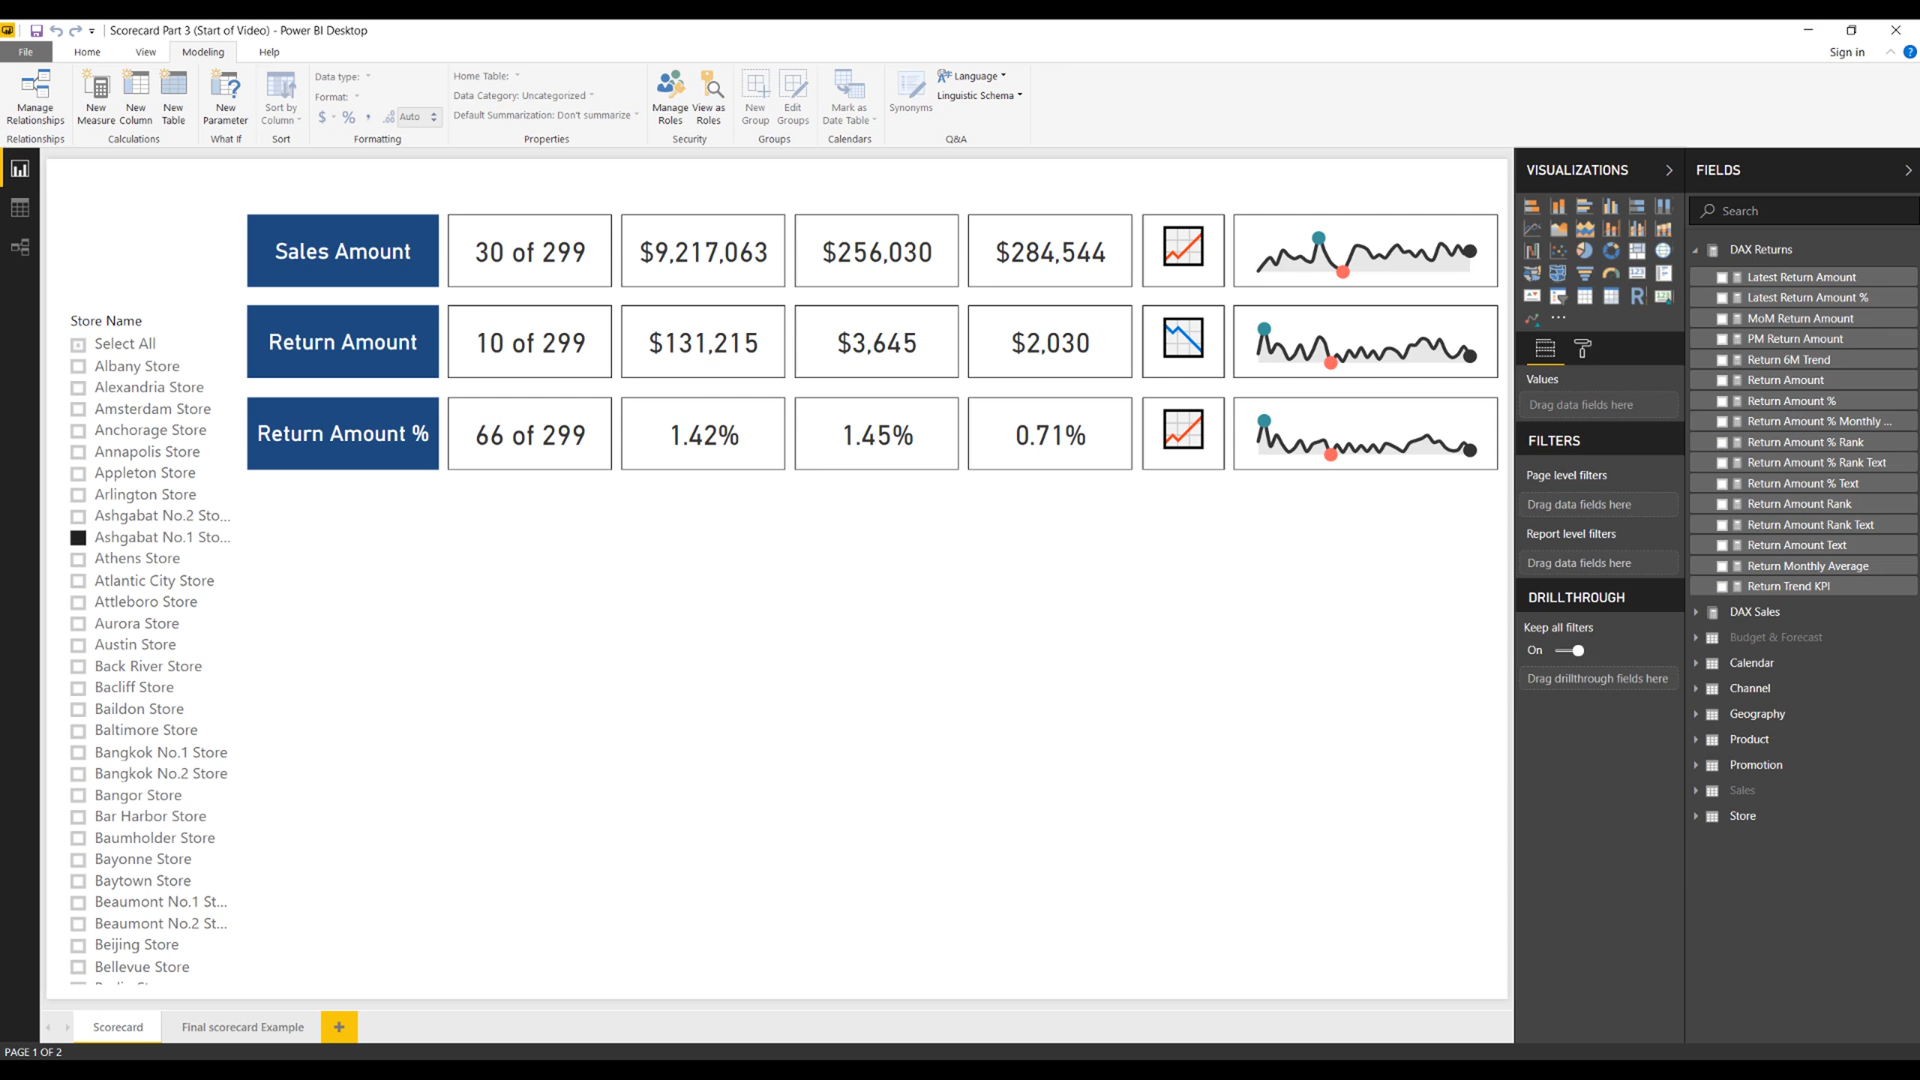 Scorecard Part 3 (Start of Video) - Power BI Desktop
File
Home
View
Modeling
Help
Sign in
?
Manage Relationships
Relationships
New Measure
New Column
New Table
Calculations
New Parameter
What If
Sort by Column
Sort
Data type:
Format:
$ % , Auto
Formatting
Home Table:
Data Category: Uncategorized
Default Summarization: Don't summarize
Properties
Manage Roles
View as Roles
Security
New Group
Edit Groups
Groups
Mark as Date Table
Calendars
Synonyms
Language
Linguistic Schema
Q&A
Sales Amount
30 of 299
$9,217,063
$256,030
$284,544
Return Amount
10 of 299
$131,215
$3,645
$2,030
Return Amount %
66 of 299
1.42%
1.45%
0.71%
Store Name
Select All
Albany Store
Alexandria Store
Amsterdam Store
Anchorage Store
Annapolis Store
Appleton Store
Arlington Store
Ashgabat No.2 Sto...
Ashgabat No.1 Sto...
Athens Store
Atlantic City Store
Attleboro Store
Aurora Store
Austin Store
Back River Store
Bacliff Store
Baildon Store
Baltimore Store
Bangkok No.1 Store
Bangkok No.2 Store
Bangor Store
Bar Harbor Store
Baumholder Store
Bayonne Store
Baytown Store
Beaumont No.1 St...
Beaumont No.2 St...
Beijing Store
Bellevue Store
VISUALIZATIONS
R
...
Values
Drag data fields here
FILTERS
Page level filters
Drag data fields here
Report level filters
Drag data fields here
DRILLTHROUGH
Keep all filters
On
Drag drillthrough fields here
FIELDS
Search
DAX Returns
Latest Return Amount
Latest Return Amount %
MoM Return Amount
PM Return Amount
Return 6M Trend
Return Amount
Return Amount %
Return Amount % Monthly ...
Return Amount % Rank
Return Amount % Rank Text
Return Amount % Text
Return Amount Rank
Return Amount Rank Text
Return Amount Text
Return Monthly Average
Return Trend KPI
DAX Sales
Budget & Forecast
Calendar
Channel
Geography
Product
Promotion
Sales
Store
Scorecard
Final scorecard Example
+
PAGE 1 OF 2